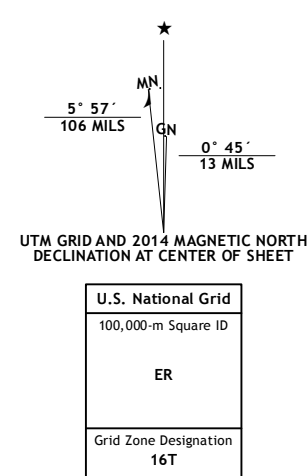 ★
MN.
5° 57´
106 MILS
GN
0° 45´
13 MILS
UTM GRID AND 2014 MAGNETIC NORTH
DECLINATION AT CENTER OF SHEET
U.S. National Grid
100,000-m Square ID
ER
Grid Zone Designation
16T